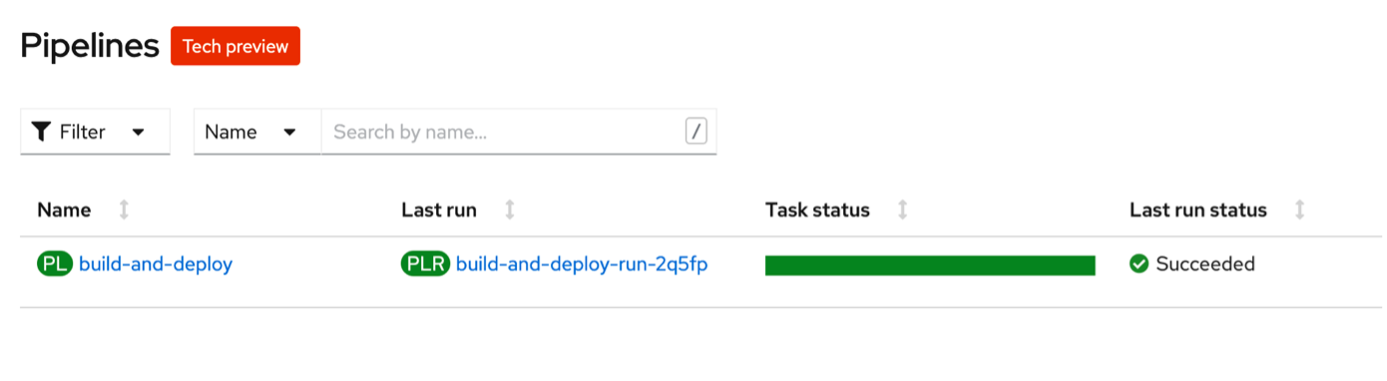 Pipelines Tech preview
Filter Name Search by name... /
Name Last run Task status Last run status
PL build-and-deploy PLR build-and-deploy-run-2q5fp Succeeded